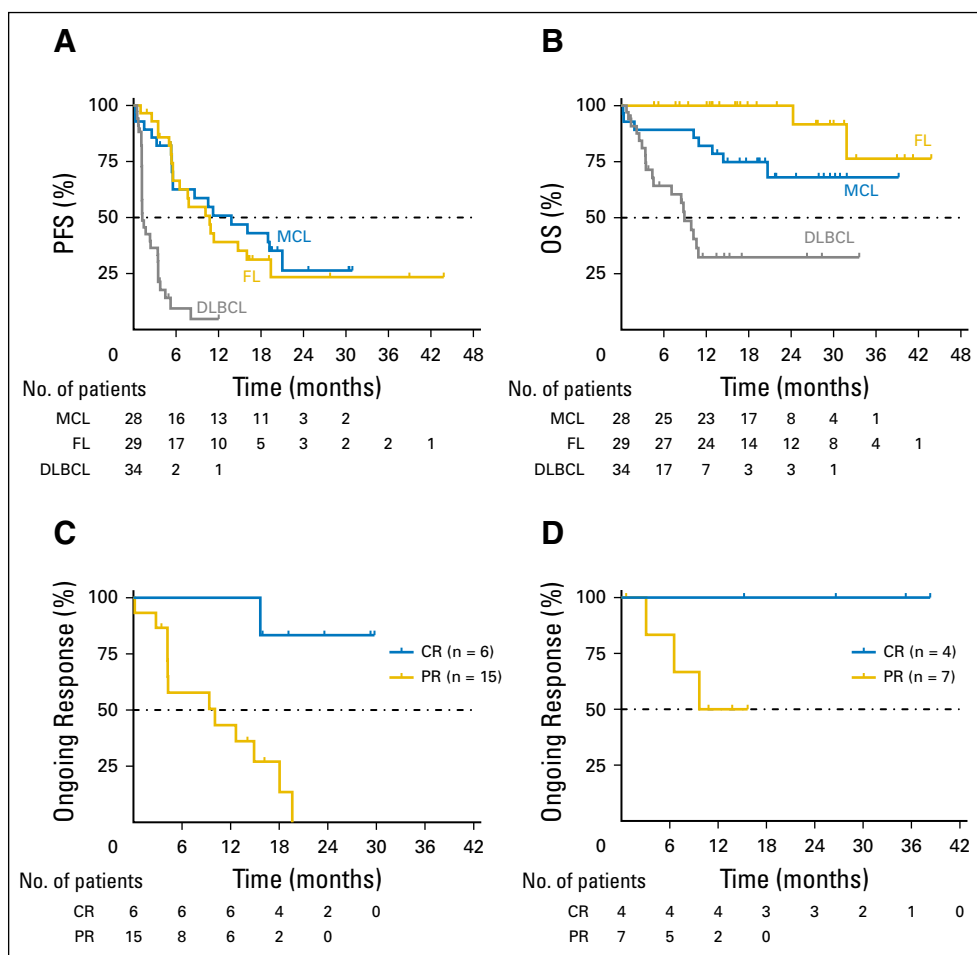 A
PFS (%)
100
75
50
25
MCL
FL
DLBCL
0 6 12 18 24 30 36 42 48
Time (months)
No. of patients
MCL 28 16 13 11 3 2
FL 29 17 10 5 3 2 2 1
DLBCL 34 2 1
B
OS (%)
100
75
50
25
FL
MCL
DLBCL
0 6 12 18 24 30 36 42 48
Time (months)
No. of patients
MCL 28 25 23 17 8 4 1
FL 29 27 24 14 12 8 4 1
DLBCL 34 17 7 3 3 1
C
Ongoing Response (%)
100
75
50
25
CR (n = 6)
PR (n = 15)
0 6 12 18 24 30 36 42
Time (months)
No. of patients
CR 6 6 6 4 2 0
PR 15 8 6 2 0
D
Ongoing Response (%)
100
75
50
25
CR (n = 4)
PR (n = 7)
0 6 12 18 24 30 36 42
Time (months)
No. of patients
CR 4 4 4 3 3 2 1 0
PR 7 5 2 0